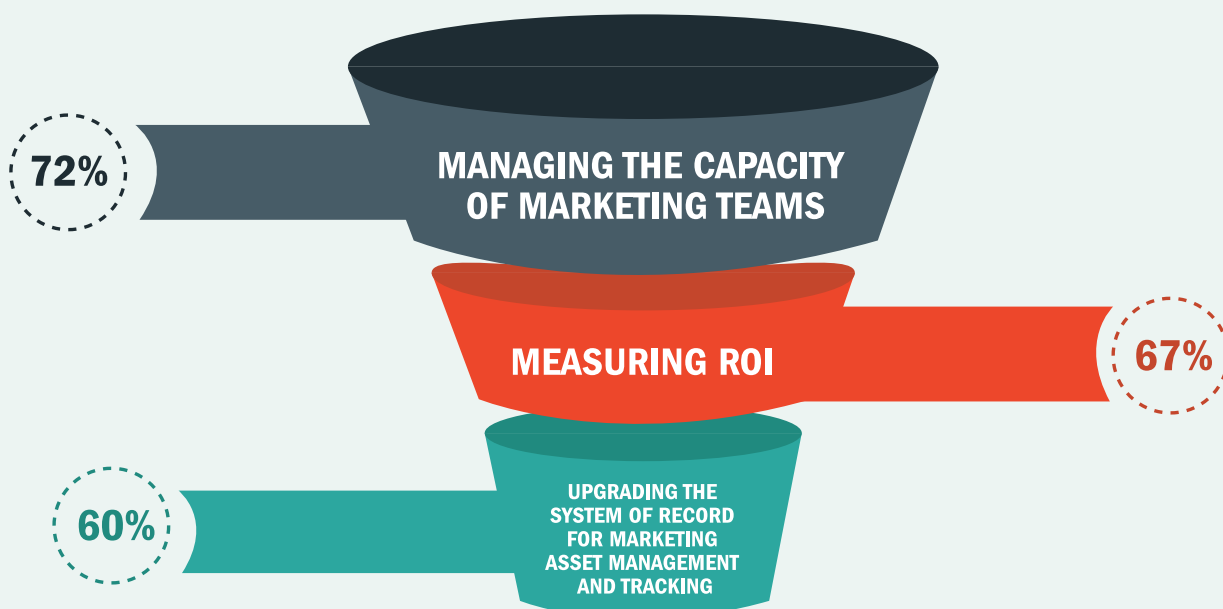 72%
MANAGING THE CAPACITY
OF MARKETING TEAMS
MEASURING ROI
67%
60%
UPGRADING THE
SYSTEM OF RECORD
FOR MARKETING
ASSET MANAGEMENT
AND TRACKING